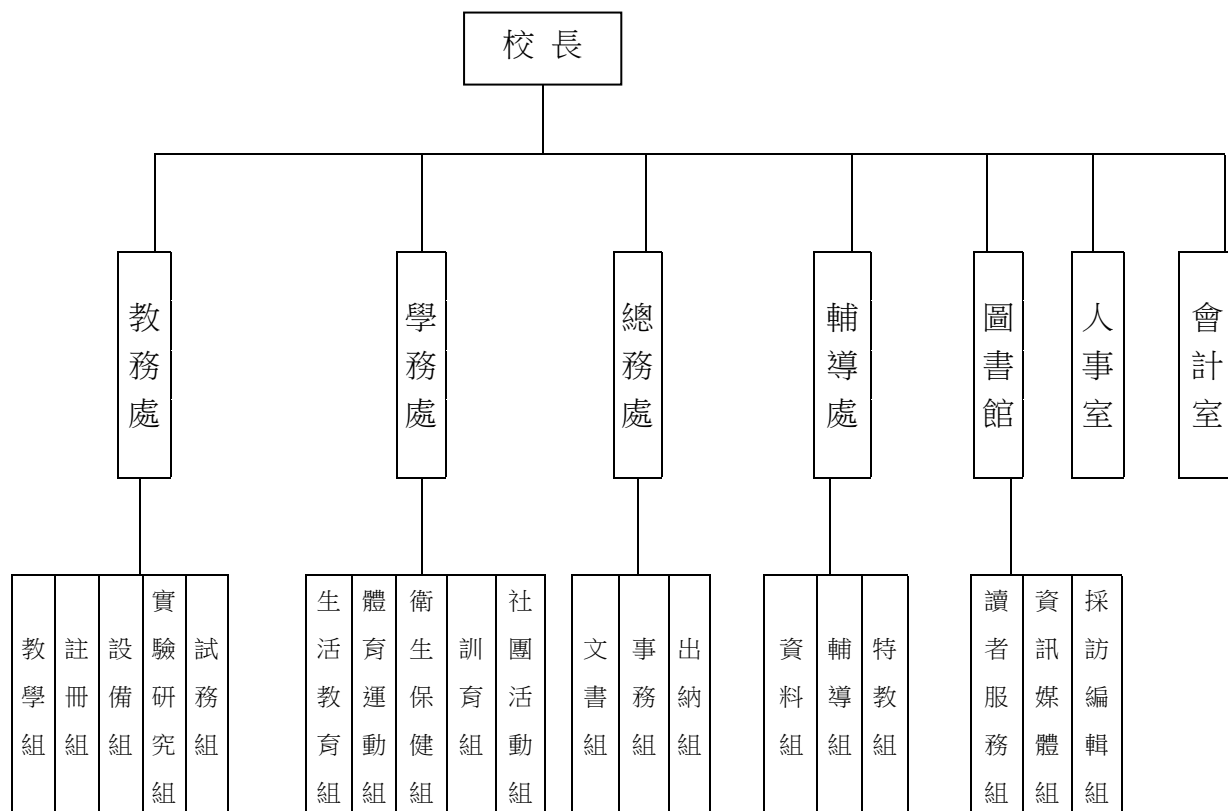 校長
教務處
學務處
總務處
輔導處
圖書館
人事室
會計室
教學組
註冊組
設備組
實驗研究組
試務組
生活教育組
體育運動組
衛生保健組
訓育組
社團活動組
文書組
事務組
出納組
資料組
輔導組
特教組
讀者服務組
資訊媒體組
採訪編輯組